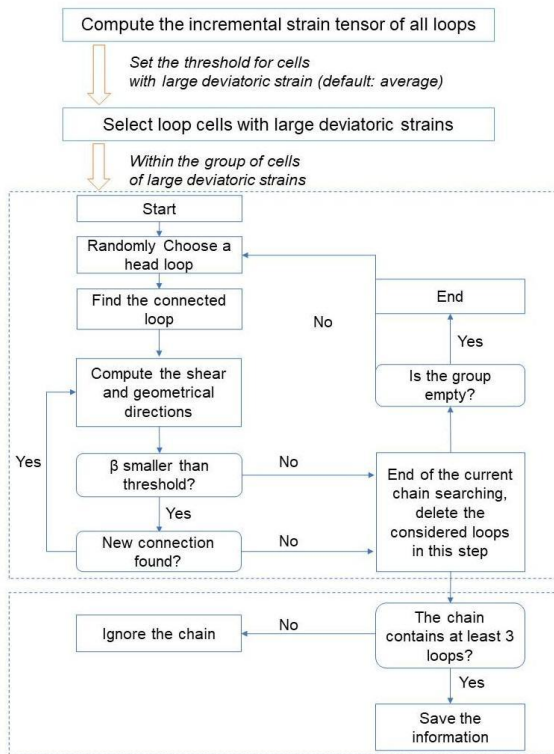 Compute the incremental strain tensor of all loops
Set the threshold for cells
with large deviatoric strain (default: average)
Select loop cells with large deviatoric strains
Within the group of cells
of large deviatoric strains
Start
Randomly Choose a
head loop
Find the connected
loop
End
No
Yes
Compute the shear
and geometrical
directions
Is the group
empty?
Yes
β smaller than
threshold?
No
End of the current
chain searching,
delete the
considered loops
in this step
Yes
New connection
found?
No
Ignore the chain
No
The chain
contains at least 3
loops?
Yes
Save the
information